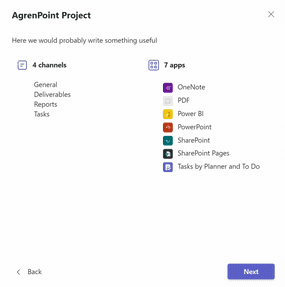 AgrenPoint Project
Here we would probably write something useful
4 channels
General
Deliverables
Reports
Tasks
7 apps
OneNote
PDF
Power BI
PowerPoint
SharePoint
SharePoint Pages
Tasks by Planner and To Do
Back
Next